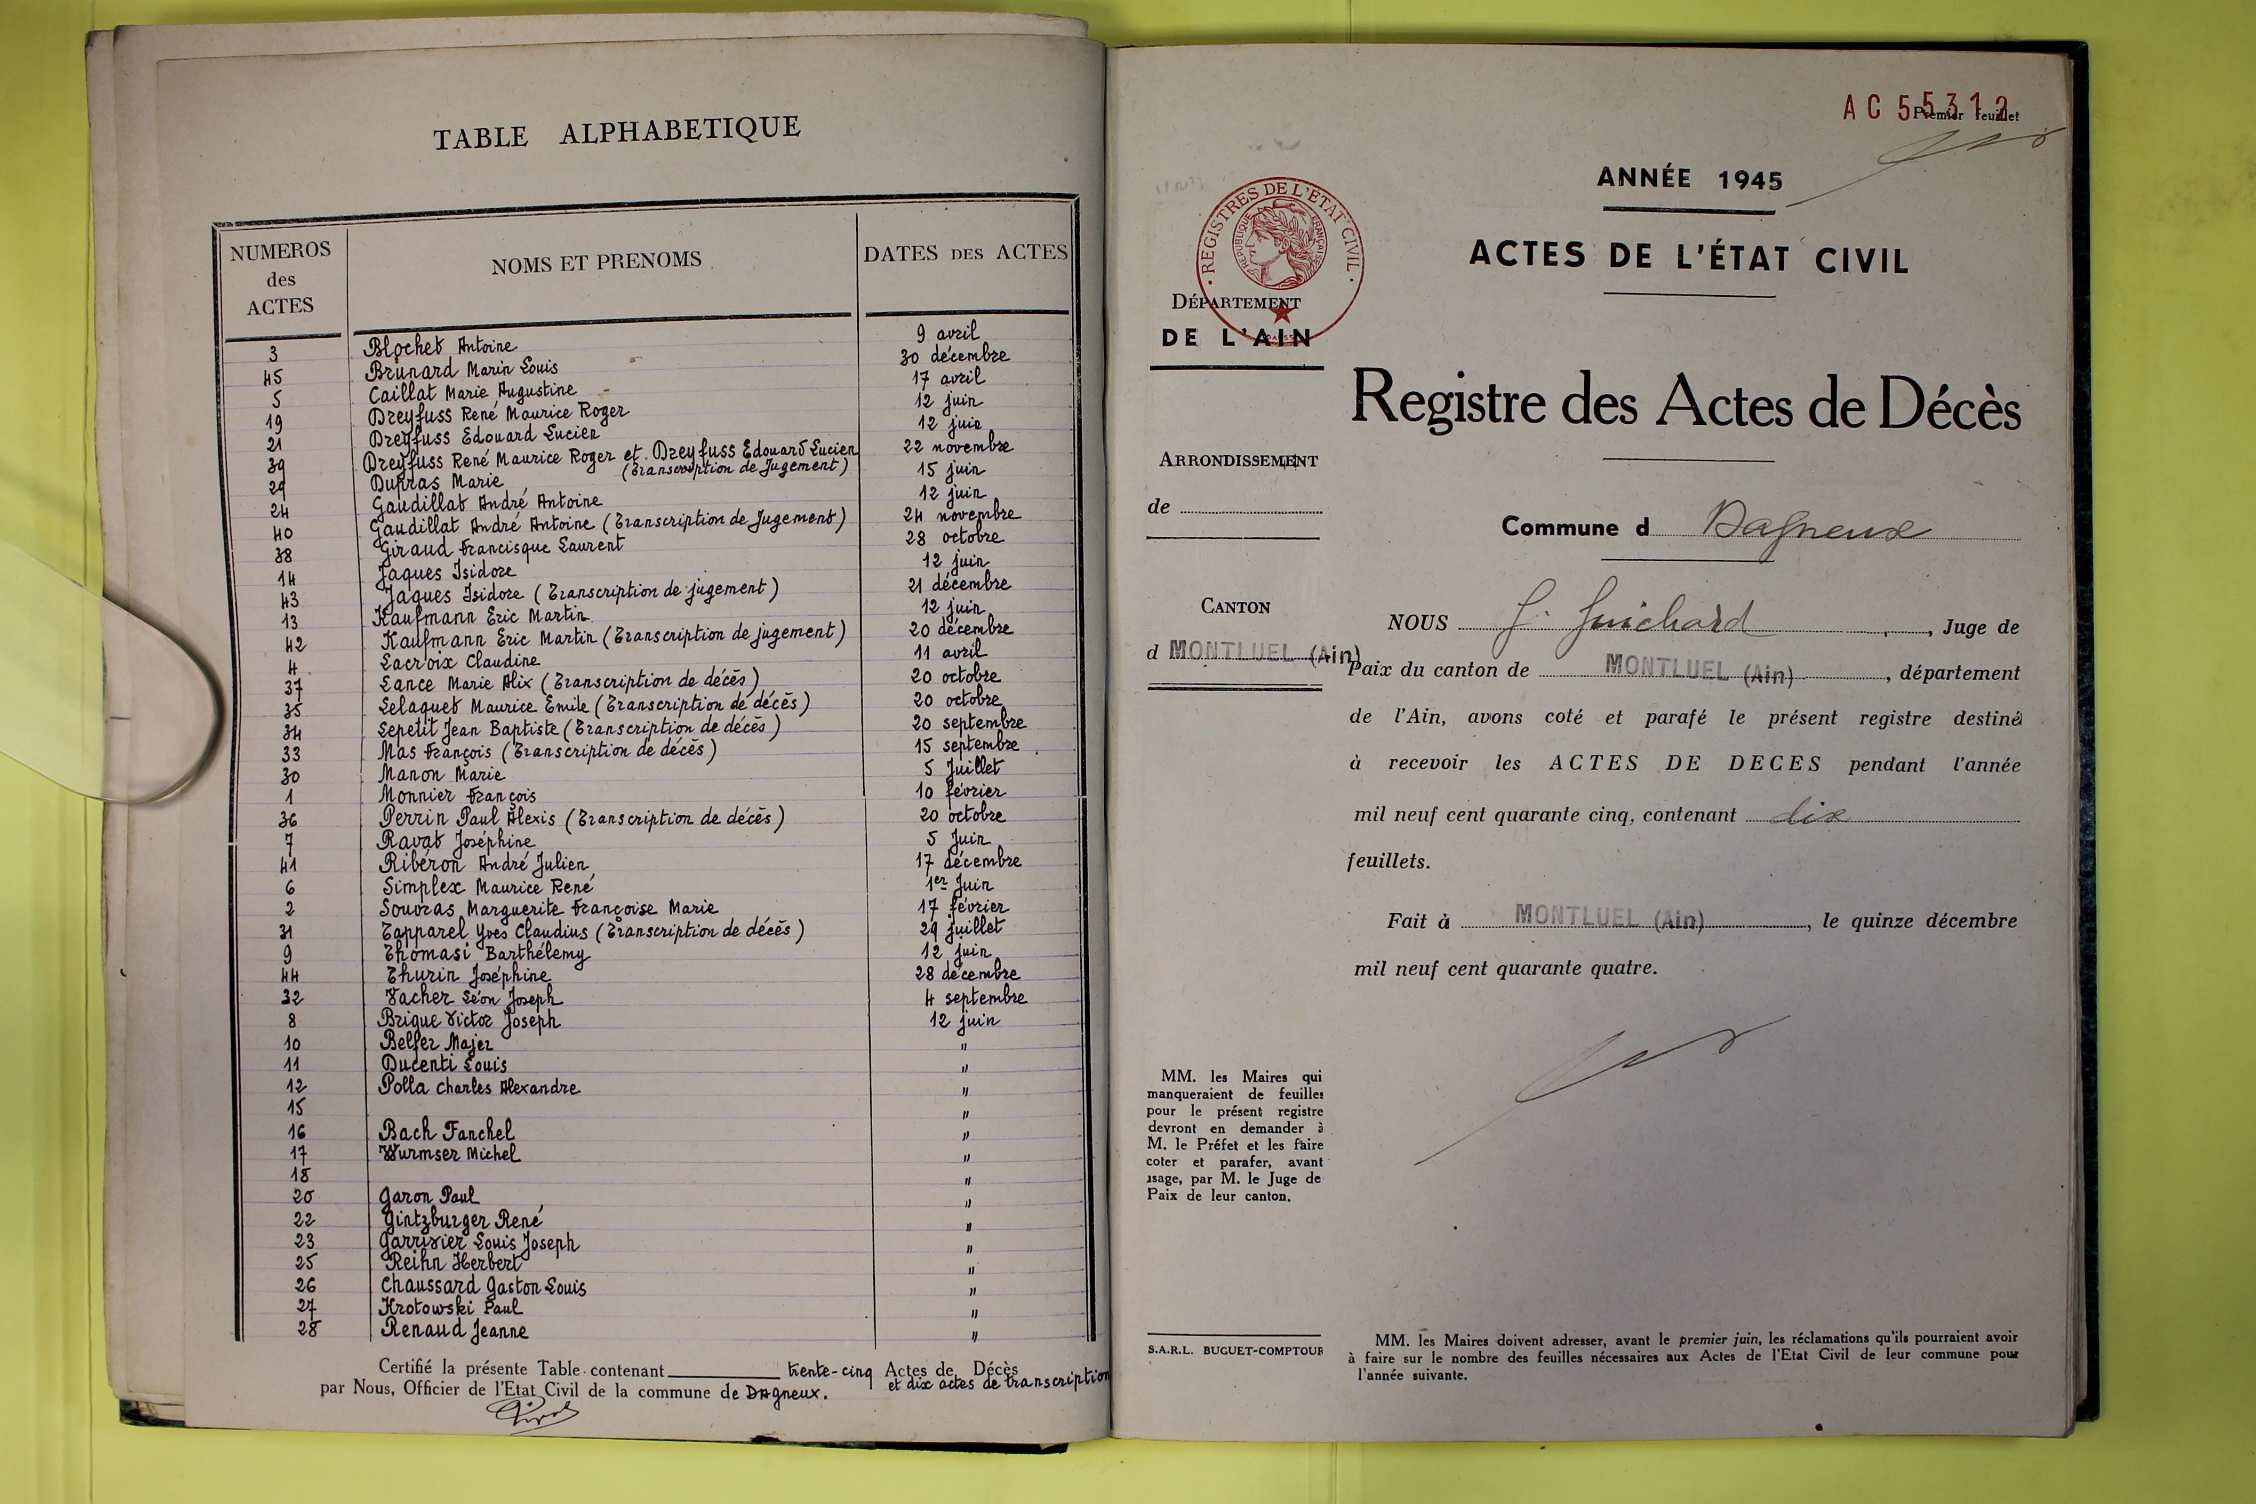 TABLE ALPHABETIQUE
NUMEROS des ACTES NOMS ET PRENOMS DATES DES ACTES
3 Blochet Antoine 9 avril
45 Brunard Marin Louis 30 décembre
5 Caillat Marie Augustine 17 avril
19 Dreyfuss René Maurice Roger 12 juin
21 Dreyfuss Edouard Lucien 12 juin
39 Dreyfuss René Maurice Roger et Dreyfuss Edouard Lucien 22 novembre
(Transcription de Jugement)
29 Dupras Marie 15 juin
24 Gaudillat André Antoine 12 juin
40 Gaudillat André Antoine (Transcription de Jugement) 24 novembre
38 Giraud Francisque Laurent 28 octobre
14 Jaques Isidore 12 juin
43 Jaques Isidore (Transcription de jugement) 21 décembre
13 Kaufmann Eric Martin 12 juin
42 Kaufmann Eric Martin (Transcription de jugement) 20 décembre
4 Lacroix Claudine 11 avril
37 Lance Marie Alix (Transcription de décès) 20 octobre
35 Lelaquet Maurice Emile (Transcription de décès) 20 octobre
34 Lepetit Jean Baptiste (Transcription de décès) 20 septembre
33 Mas François (Transcription de décès) 15 septembre
30 Manon Marie 5 Juillet
1 Monnier François 10 février
36 Perrin Paul Alexis (Transcription de décès) 20 octobre
7 Ravat Joséphine 5 Juin
41 Ribéron André Julien 17 décembre
6 Simplex Maurice René 1er Juin
2 Souvras Marguerite Françoise Marie 17 février
31 Tapparel Yves Claudius (Transcription de décès) 29 juillet
9 Thomasi Barthélemy 12 juin
44 Thurin Joséphine 28 décembre
32 Vacher Léon Joseph 4 septembre
8 Brique Victor Joseph 12 juin
10 Belfer Majer "
11 Ducenti Louis "
12 Polla Charles Alexandre "
15 "
16 Bach Fanchel "
17 Wurmser Michel "
18 "
20 Garon Paul "
22 Gintzburger René "
23 Garrivier Louis Joseph "
25 Reihn Herbert "
26 Chaussard Gaston Louis "
27 Krotowski Paul "
28 Renaud Jeanne "
Certifié la présente Table contenant trente-cinq Actes de Décès
et dix actes de transcription
par Nous, Officier de l'Etat Civil de la commune de Dagneux.
AC 55312
Premier feuillet
ANNÉE 1945
ACTES DE L'ÉTAT CIVIL
REGISTRES DE L'ÉTAT CIVIL
RÉPUBLIQUE FRANÇAISE
DÉPARTEMENT
DE L'AIN
Registre des Actes de Décès
ARRONDISSEMENT
de
Commune d Dagneux
CANTON
d MONTLUEL (Ain)
NOUS G. Guichard, Juge de
Paix du canton de MONTLUEL (Ain), département
de l'Ain, avons coté et parafé le présent registre destiné
à recevoir les ACTES DE DECES pendant l'année
mil neuf cent quarante cinq, contenant dix
feuillets.
Fait à MONTLUEL (Ain), le quinze décembre
mil neuf cent quarante quatre.
MM. les Maires qui
manqueraient de feuilles
pour le présent registre
devront en demander à
M. le Préfet et les faire
coter et parafer, avant
usage, par M. le Juge de
Paix de leur canton.
S.A.R.L. BUGUET-COMPTOUR
MM. les Maires doivent adresser, avant le premier juin, les réclamations qu'ils pourraient avoir
à faire sur le nombre des feuilles nécessaires aux Actes de l'Etat Civil de leur commune pour
l'année suivante.